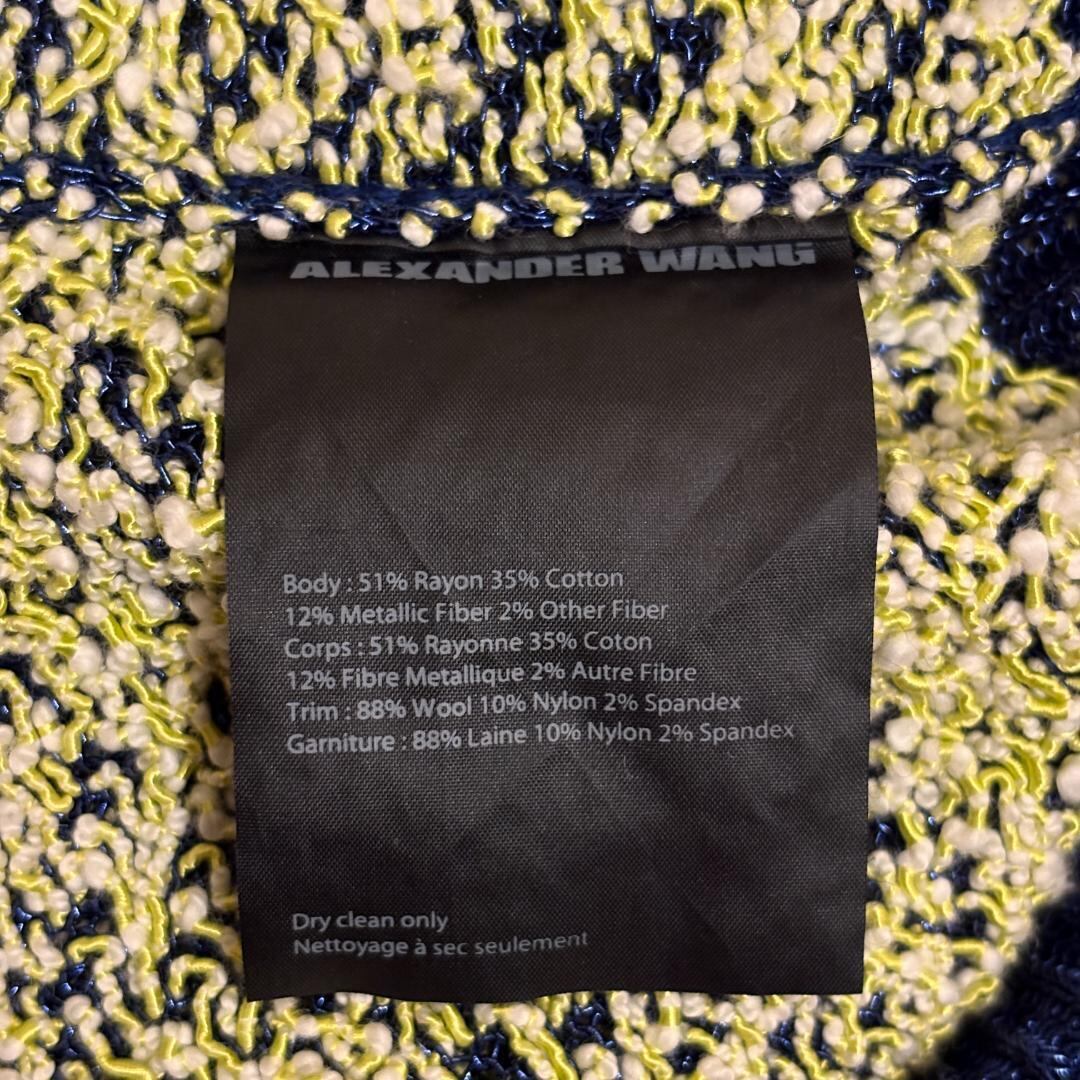 ALEXANDER WANG
Body : 51% Rayon 35% Cotton
12% Metallic Fiber 2% Other Fiber
Corps : 51% Rayonne 35% Coton
12% Fibre Metallique 2% Autre Fibre
Trim : 88% Wool 10% Nylon 2% Spandex
Garniture : 88% Laine 10% Nylon 2% Spandex
Dry clean only
Nettoyage à sec seulement